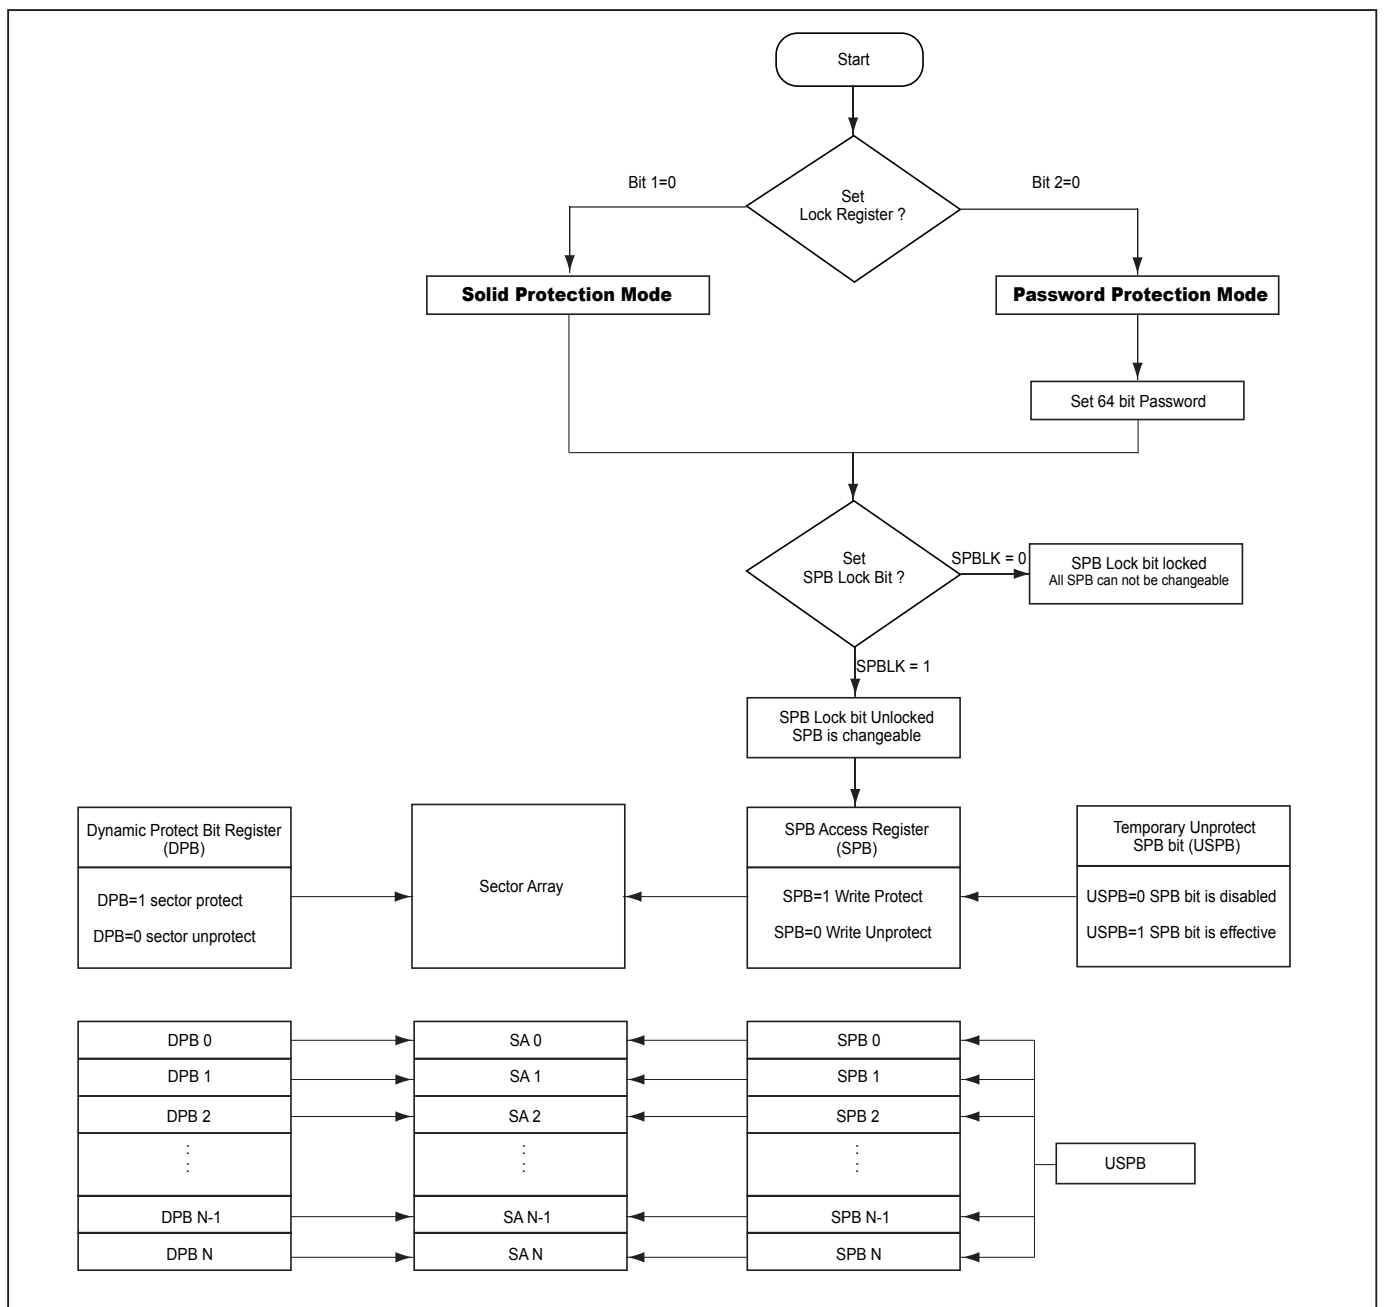 Start
Bit 1=0
Bit 2=0
Set
Lock Register ?
Solid Protection Mode
Password Protection Mode
Set 64 bit Password
Set
SPB Lock Bit ?
SPBLK = 0
SPB Lock bit locked
All SPB can not be changeable
SPBLK = 1
SPB Lock bit Unlocked
SPB is changeable
Dynamic Protect Bit Register
(DPB)
DPB=1 sector protect
DPB=0 sector unprotect
Sector Array
SPB Access Register
(SPB)
SPB=1 Write Protect
SPB=0 Write Unprotect
Temporary Unprotect
SPB bit (USPB)
USPB=0 SPB bit is disabled
USPB=1 SPB bit is effective
DPB 0
SA 0
SPB 0
DPB 1
SA 1
SPB 1
DPB 2
SA 2
SPB 2
USPB
DPB N-1
SA N-1
SPB N-1
DPB N
SA N
SPB N